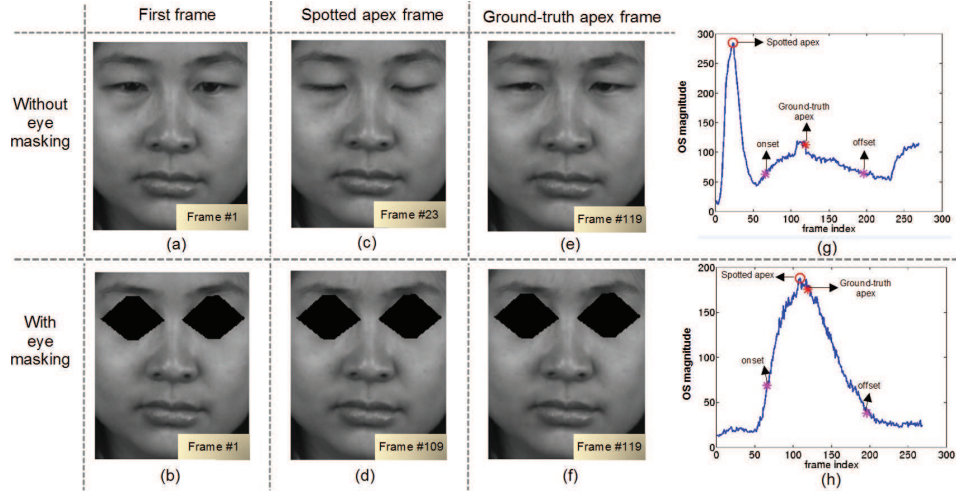 First frame
Spotted apex frame
Ground-truth apex frame
Without
eye
masking
Frame #1
(a)
Frame #23
(c)
Frame #119
(e)
300
250
200
150
100
50
0
OS magnitude
Spotted apex
Ground-truth
apex
onset
offset
0 50 100 150 200 250 300
frame index
(g)
With
eye
masking
Frame #1
(b)
Frame #109
(d)
Frame #119
(f)
200
150
100
50
0
OS magnitude
Spotted apex
Ground-truth
apex
onset
offset
0 50 100 150 200 250 300
frame index
(h)